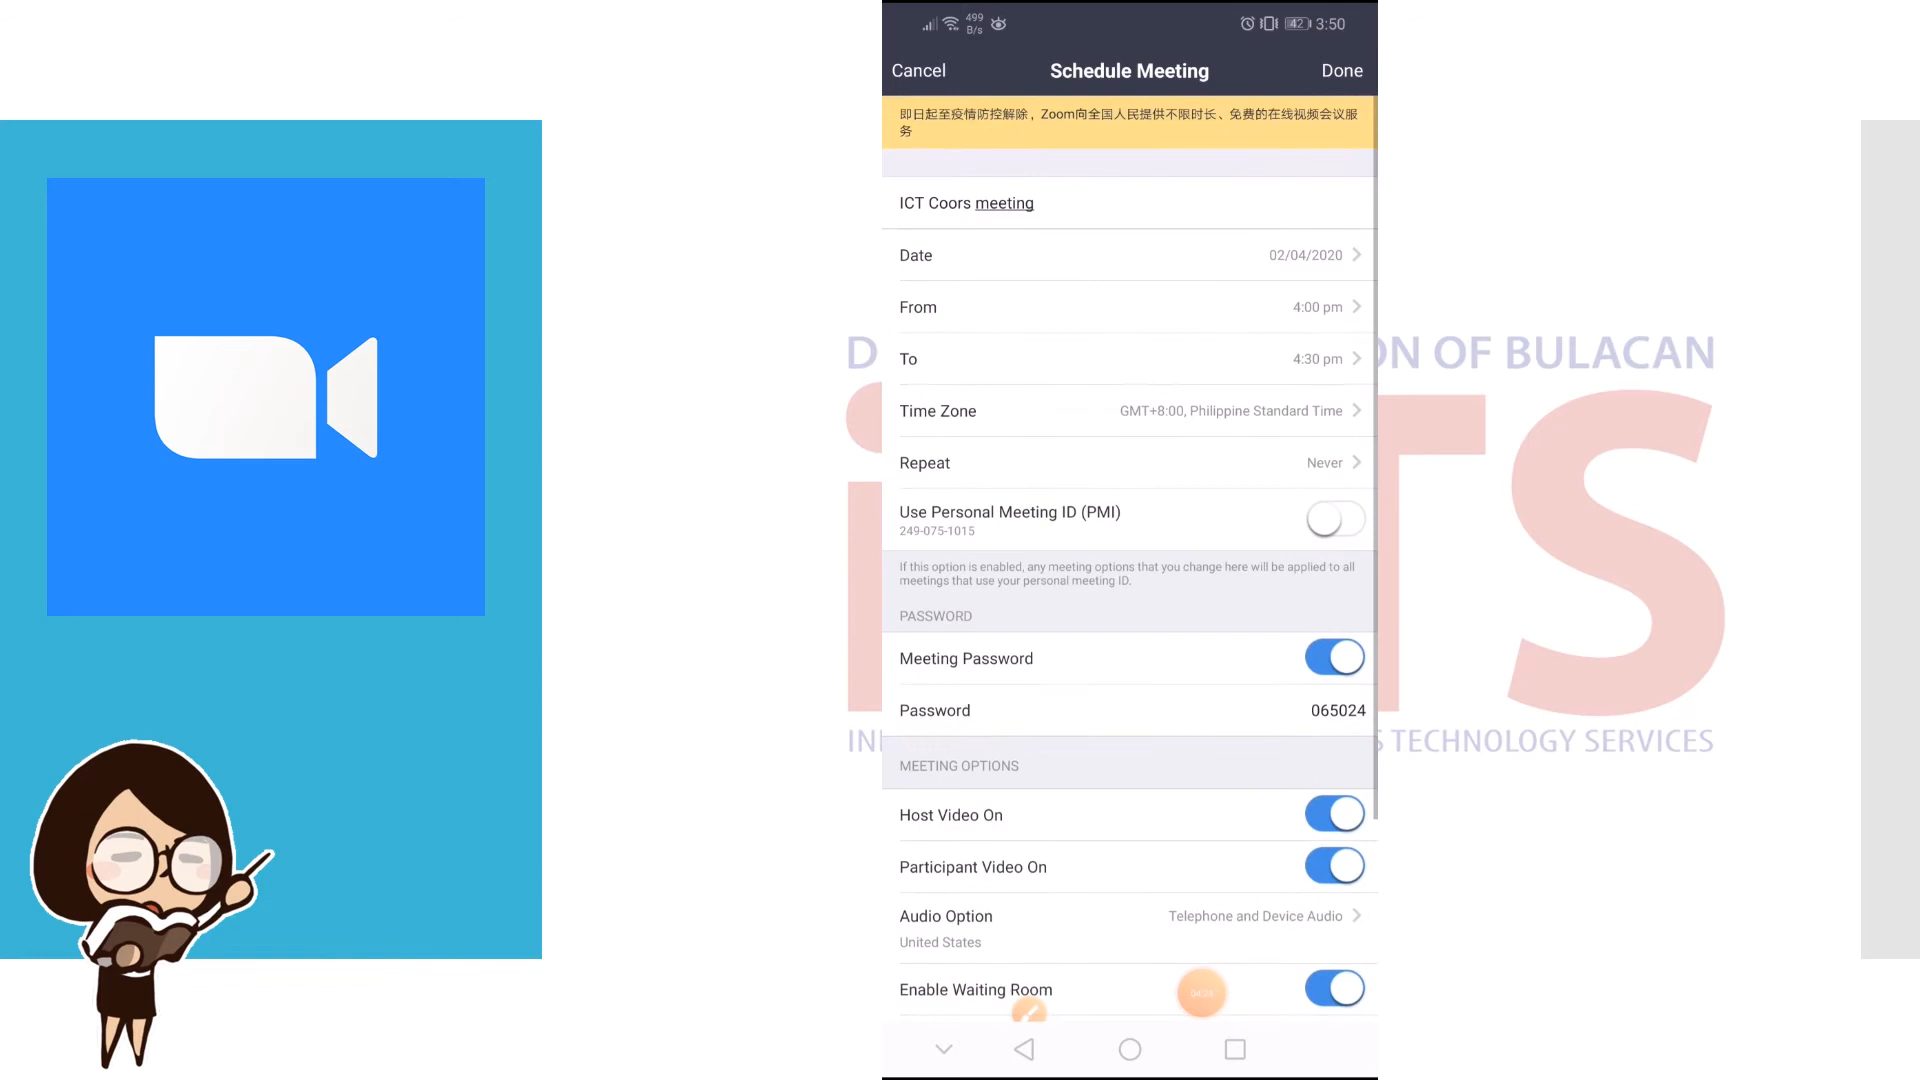 499
B/s
42
3:50
Cancel
Schedule Meeting
Done
即日起至疫情防控解除，Zoom向全国人民提供不限时长、免费的在线视频会议服
务
ICT Coors meeting
Date
02/04/2020
From
4:00 pm
To
4:30 pm
Time Zone
GMT+8:00, Philippine Standard Time
Repeat
Never
Use Personal Meeting ID (PMI)
249-075-1015
If this option is enabled, any meeting options that you change here will be applied to all
meetings that use your personal meeting ID.
PASSWORD
Meeting Password
Password
065024
MEETING OPTIONS
Host Video On
Participant Video On
Audio Option
Telephone and Device Audio
United States
Enable Waiting Room
OF BULACAN
TS
TECHNOLOGY SERVICES